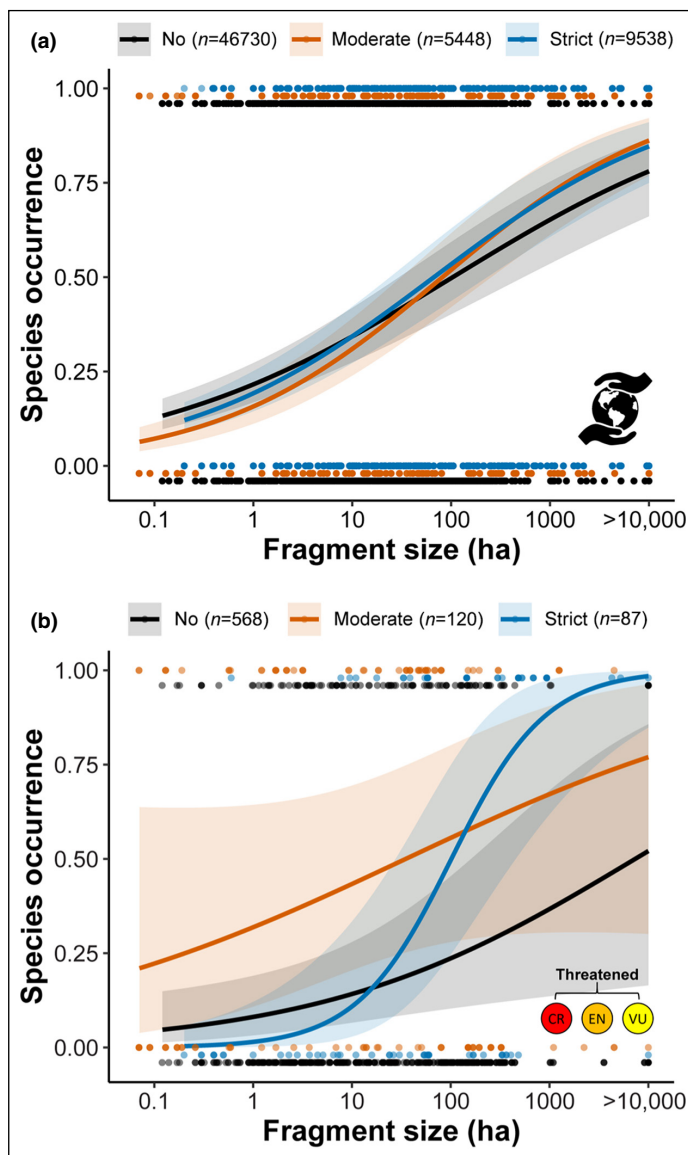 (a)
No (n=46730) Moderate (n=5448) Strict (n=9538)
1.00
0.75
0.50
0.25
0.00
Species occurrence
0.1 1 10 100 1000 >10,000
Fragment size (ha)
(b)
No (n=568) Moderate (n=120) Strict (n=87)
1.00
0.75
0.50
0.25
0.00
Species occurrence
Threatened
CR EN VU
0.1 1 10 100 1000 >10,000
Fragment size (ha)